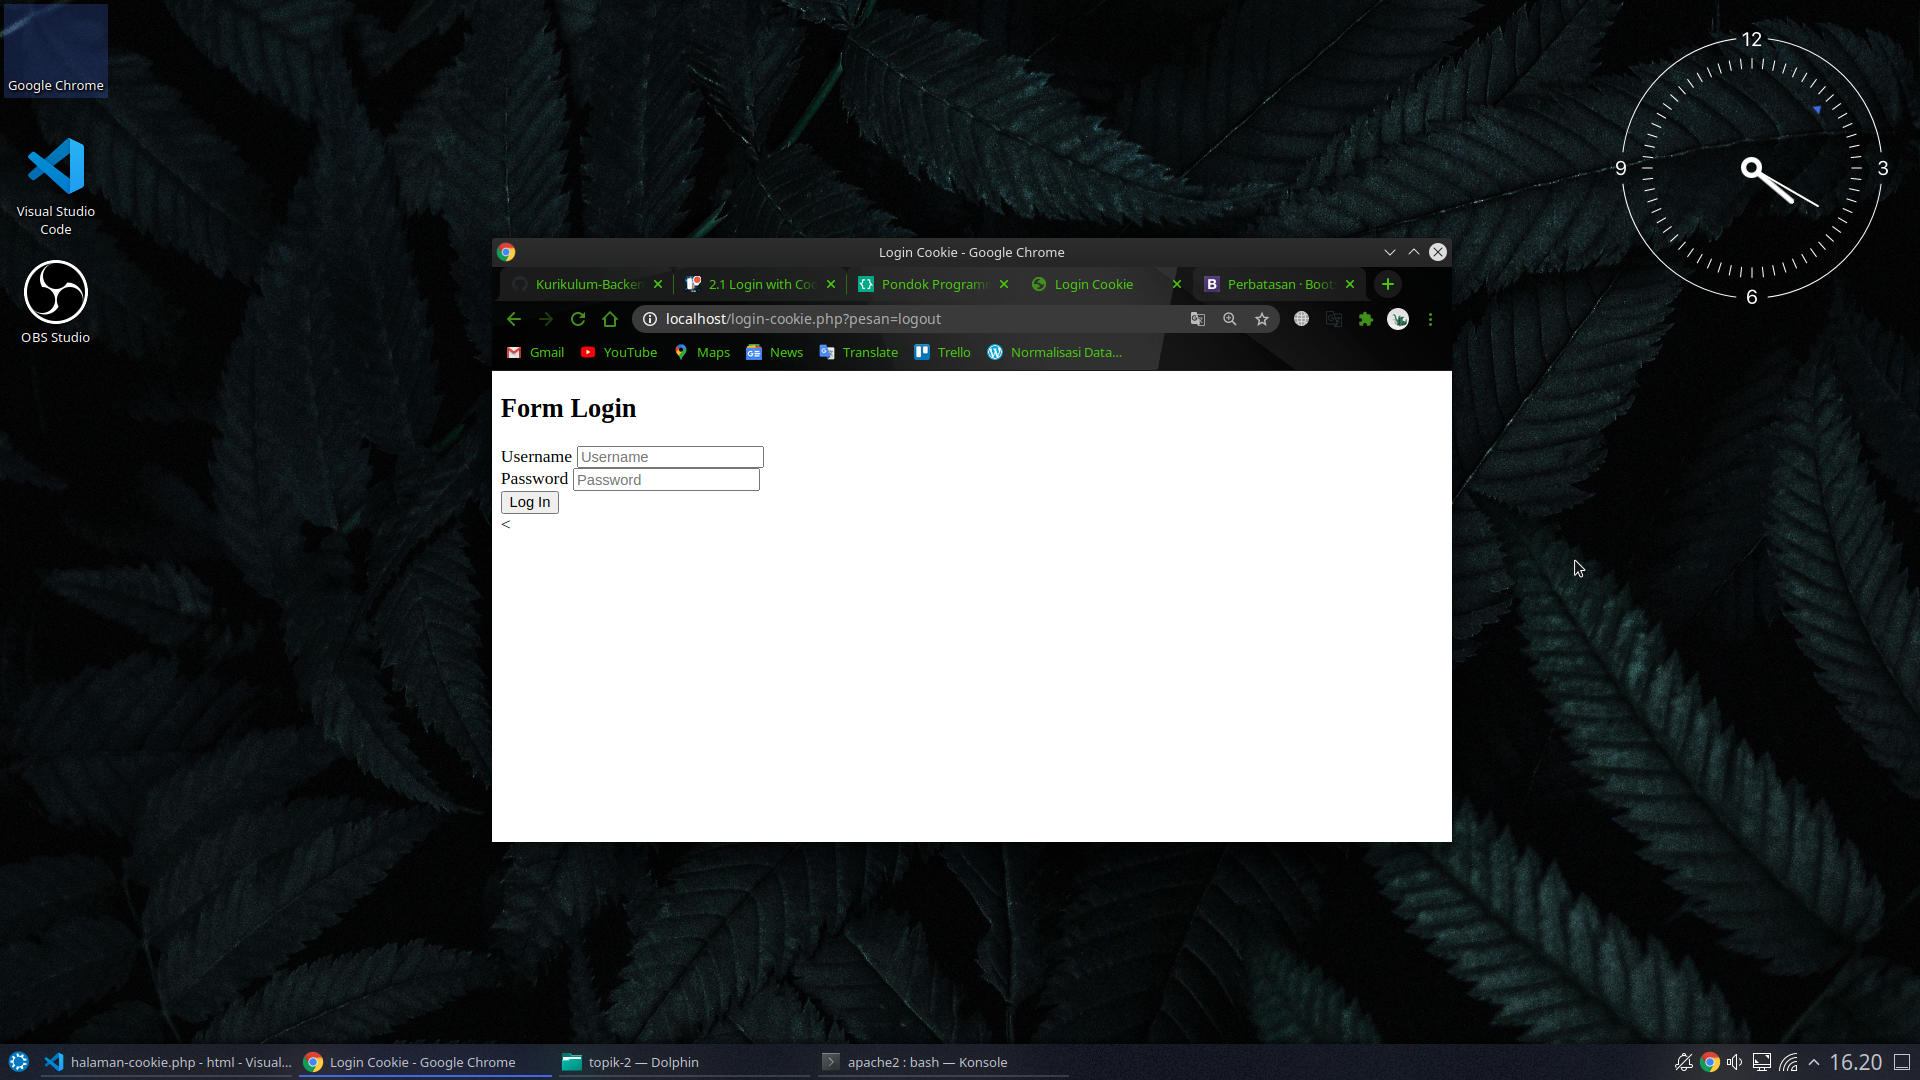 Google Chrome
Visual Studio
Code
OBS Studio
12
3
6
9
Login Cookie - Google Chrome
Kurikulum-Backen
2.1 Login with Coo
Pondok Programm
Login Cookie
Perbatasan · Boots
localhost/login-cookie.php?pesan=logout
Gmail
YouTube
Maps
News
Translate
Trello
Normalisasi Data...
Form Login
Username Username
Password Password
Log In
<
halaman-cookie.php - html - Visual...
Login Cookie - Google Chrome
topik-2 — Dolphin
apache2 : bash — Konsole
16.20